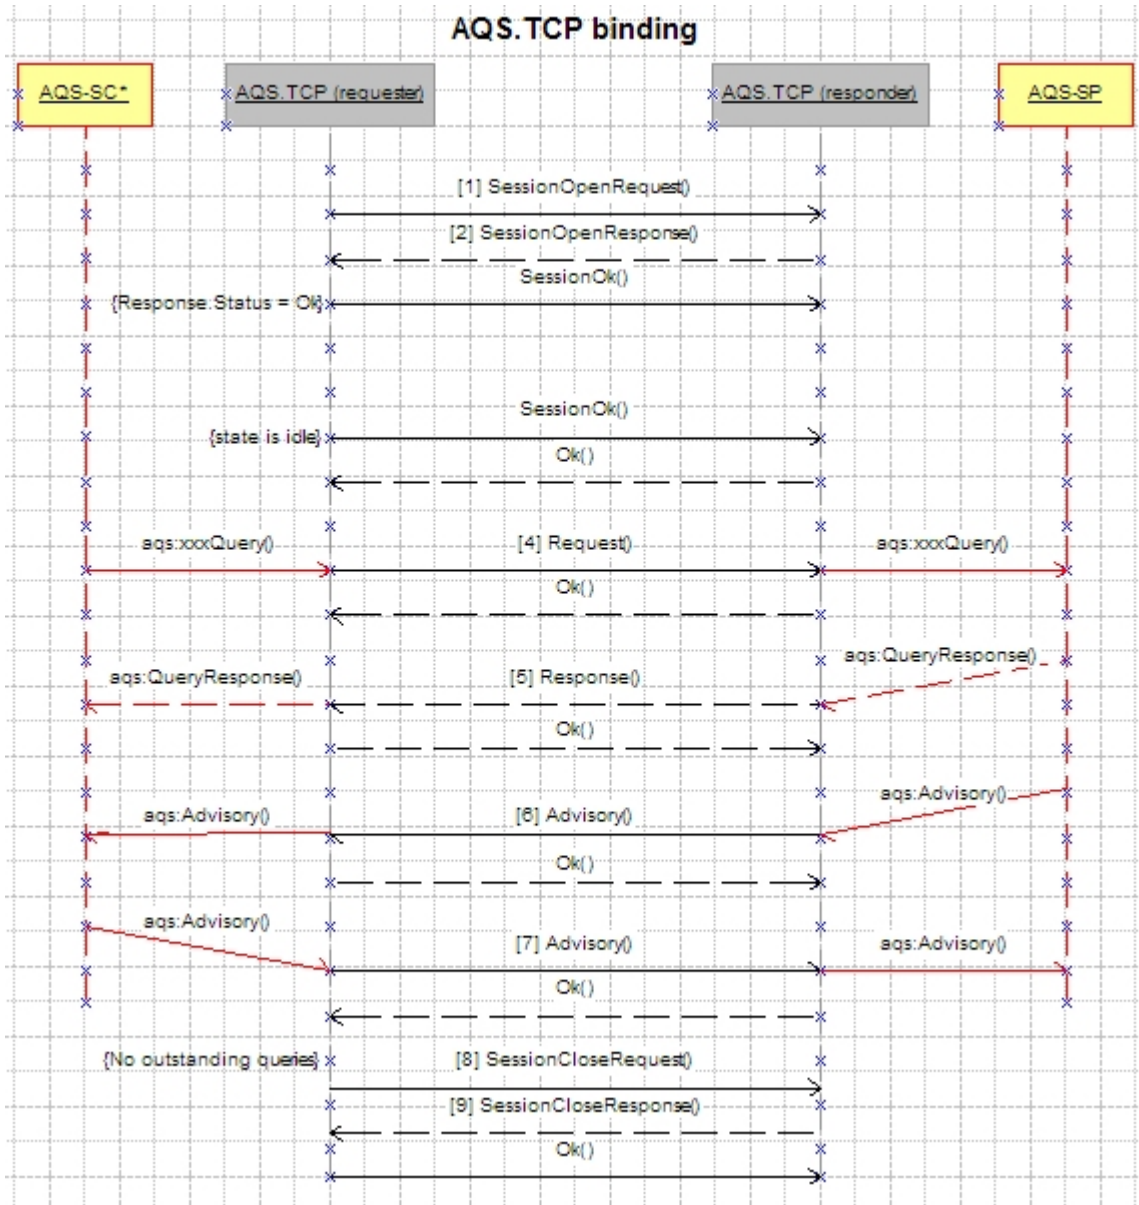 AQS.TCP binding
AQS-SC*
AQS.TCP (requester)
AQS.TCP (responder)
AQS-SP
[1] SessionOpenRequest()
[2] SessionOpenResponse()
SessionOk()
{Response.Status = Ok}
SessionOk()
{state is idle}
Ok()
aqs:xxxQuery()
[4] Request()
aqs:xxxQuery()
Ok()
aqs:QueryResponse()
aqs:QueryResponse()
[5] Response()
Ok()
aqs:Advisory()
aqs:Advisory()
[6] Advisory()
Ok()
aqs:Advisory()
[7] Advisory()
aqs:Advisory()
Ok()
{No outstanding queries}
[8] SessionCloseRequest()
[9] SessionCloseResponse()
Ok()